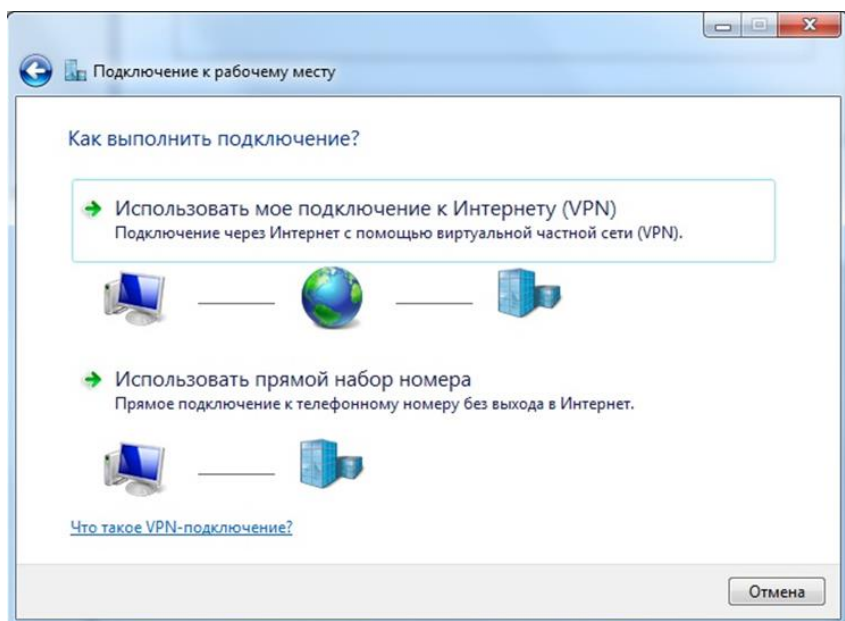 Подключение к рабочему месту
Как выполнить подключение?
Использовать мое подключение к Интернету (VPN)
Подключение через Интернет с помощью виртуальной частной сети (VPN).
Использовать прямой набор номера
Прямое подключение к телефонному номеру без выхода в Интернет.
Что такое VPN-подключение?
Отмена